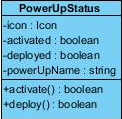 PowerUpStatus
-icon : Icon
-activated : boolean
-deployed : boolean
-powerUpName : string
+activate() : boolean
+deploy() : boolean